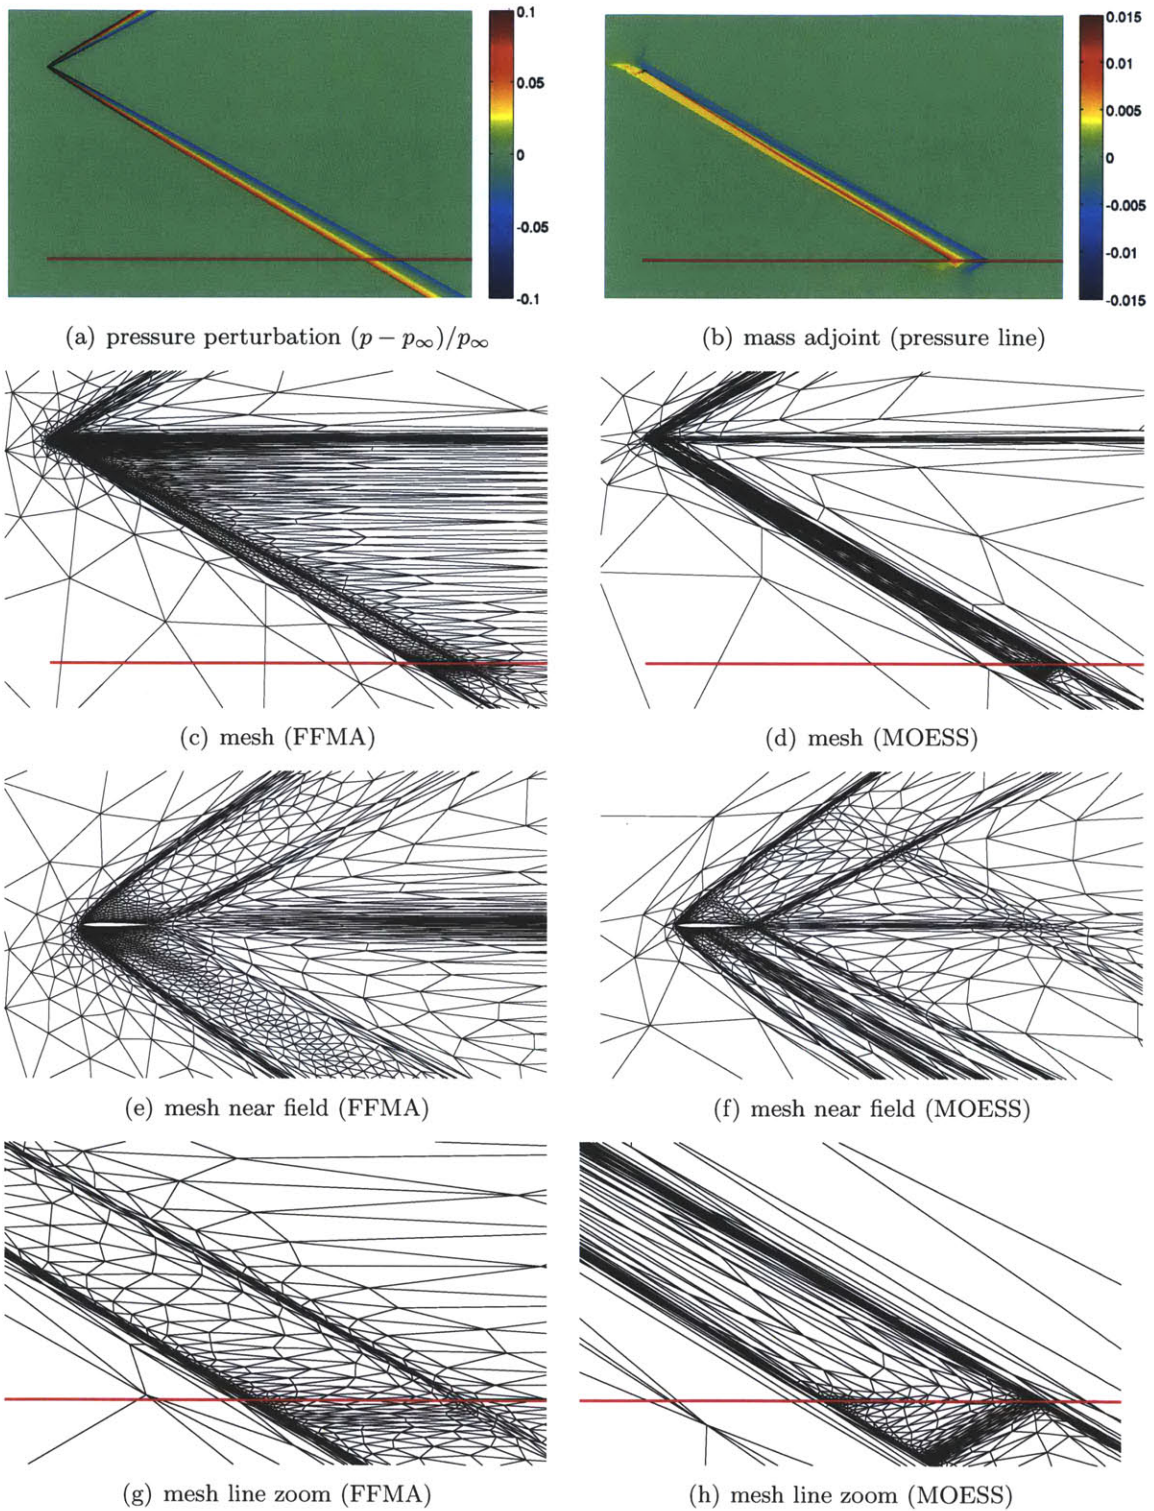 0.1
0.05
0
-0.05
-0.1
0.015
0.01
0.005
0
-0.005
-0.01
-0.015
(a) pressure perturbation (p − p∞)/p∞
(b) mass adjoint (pressure line)
(c) mesh (FFMA)
(d) mesh (MOESS)
(e) mesh near field (FFMA)
(f) mesh near field (MOESS)
(g) mesh line zoom (FFMA)
(h) mesh line zoom (MOESS)